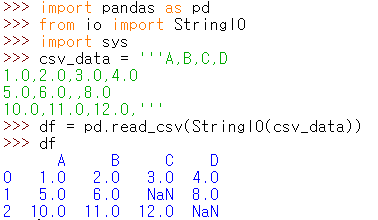 >>> import pandas as pd
>>> from io import StringIO
>>> import sys
>>> csv_data = '''A,B,C,D
1.0,2.0,3.0,4.0
5.0,6.0,,8.0
10.0,11.0,12.0,'''
>>> df = pd.read_csv(StringIO(csv_data))
>>> df
      A     B     C    D
0   1.0   2.0   3.0  4.0
1   5.0   6.0   NaN  8.0
2  10.0  11.0  12.0  NaN